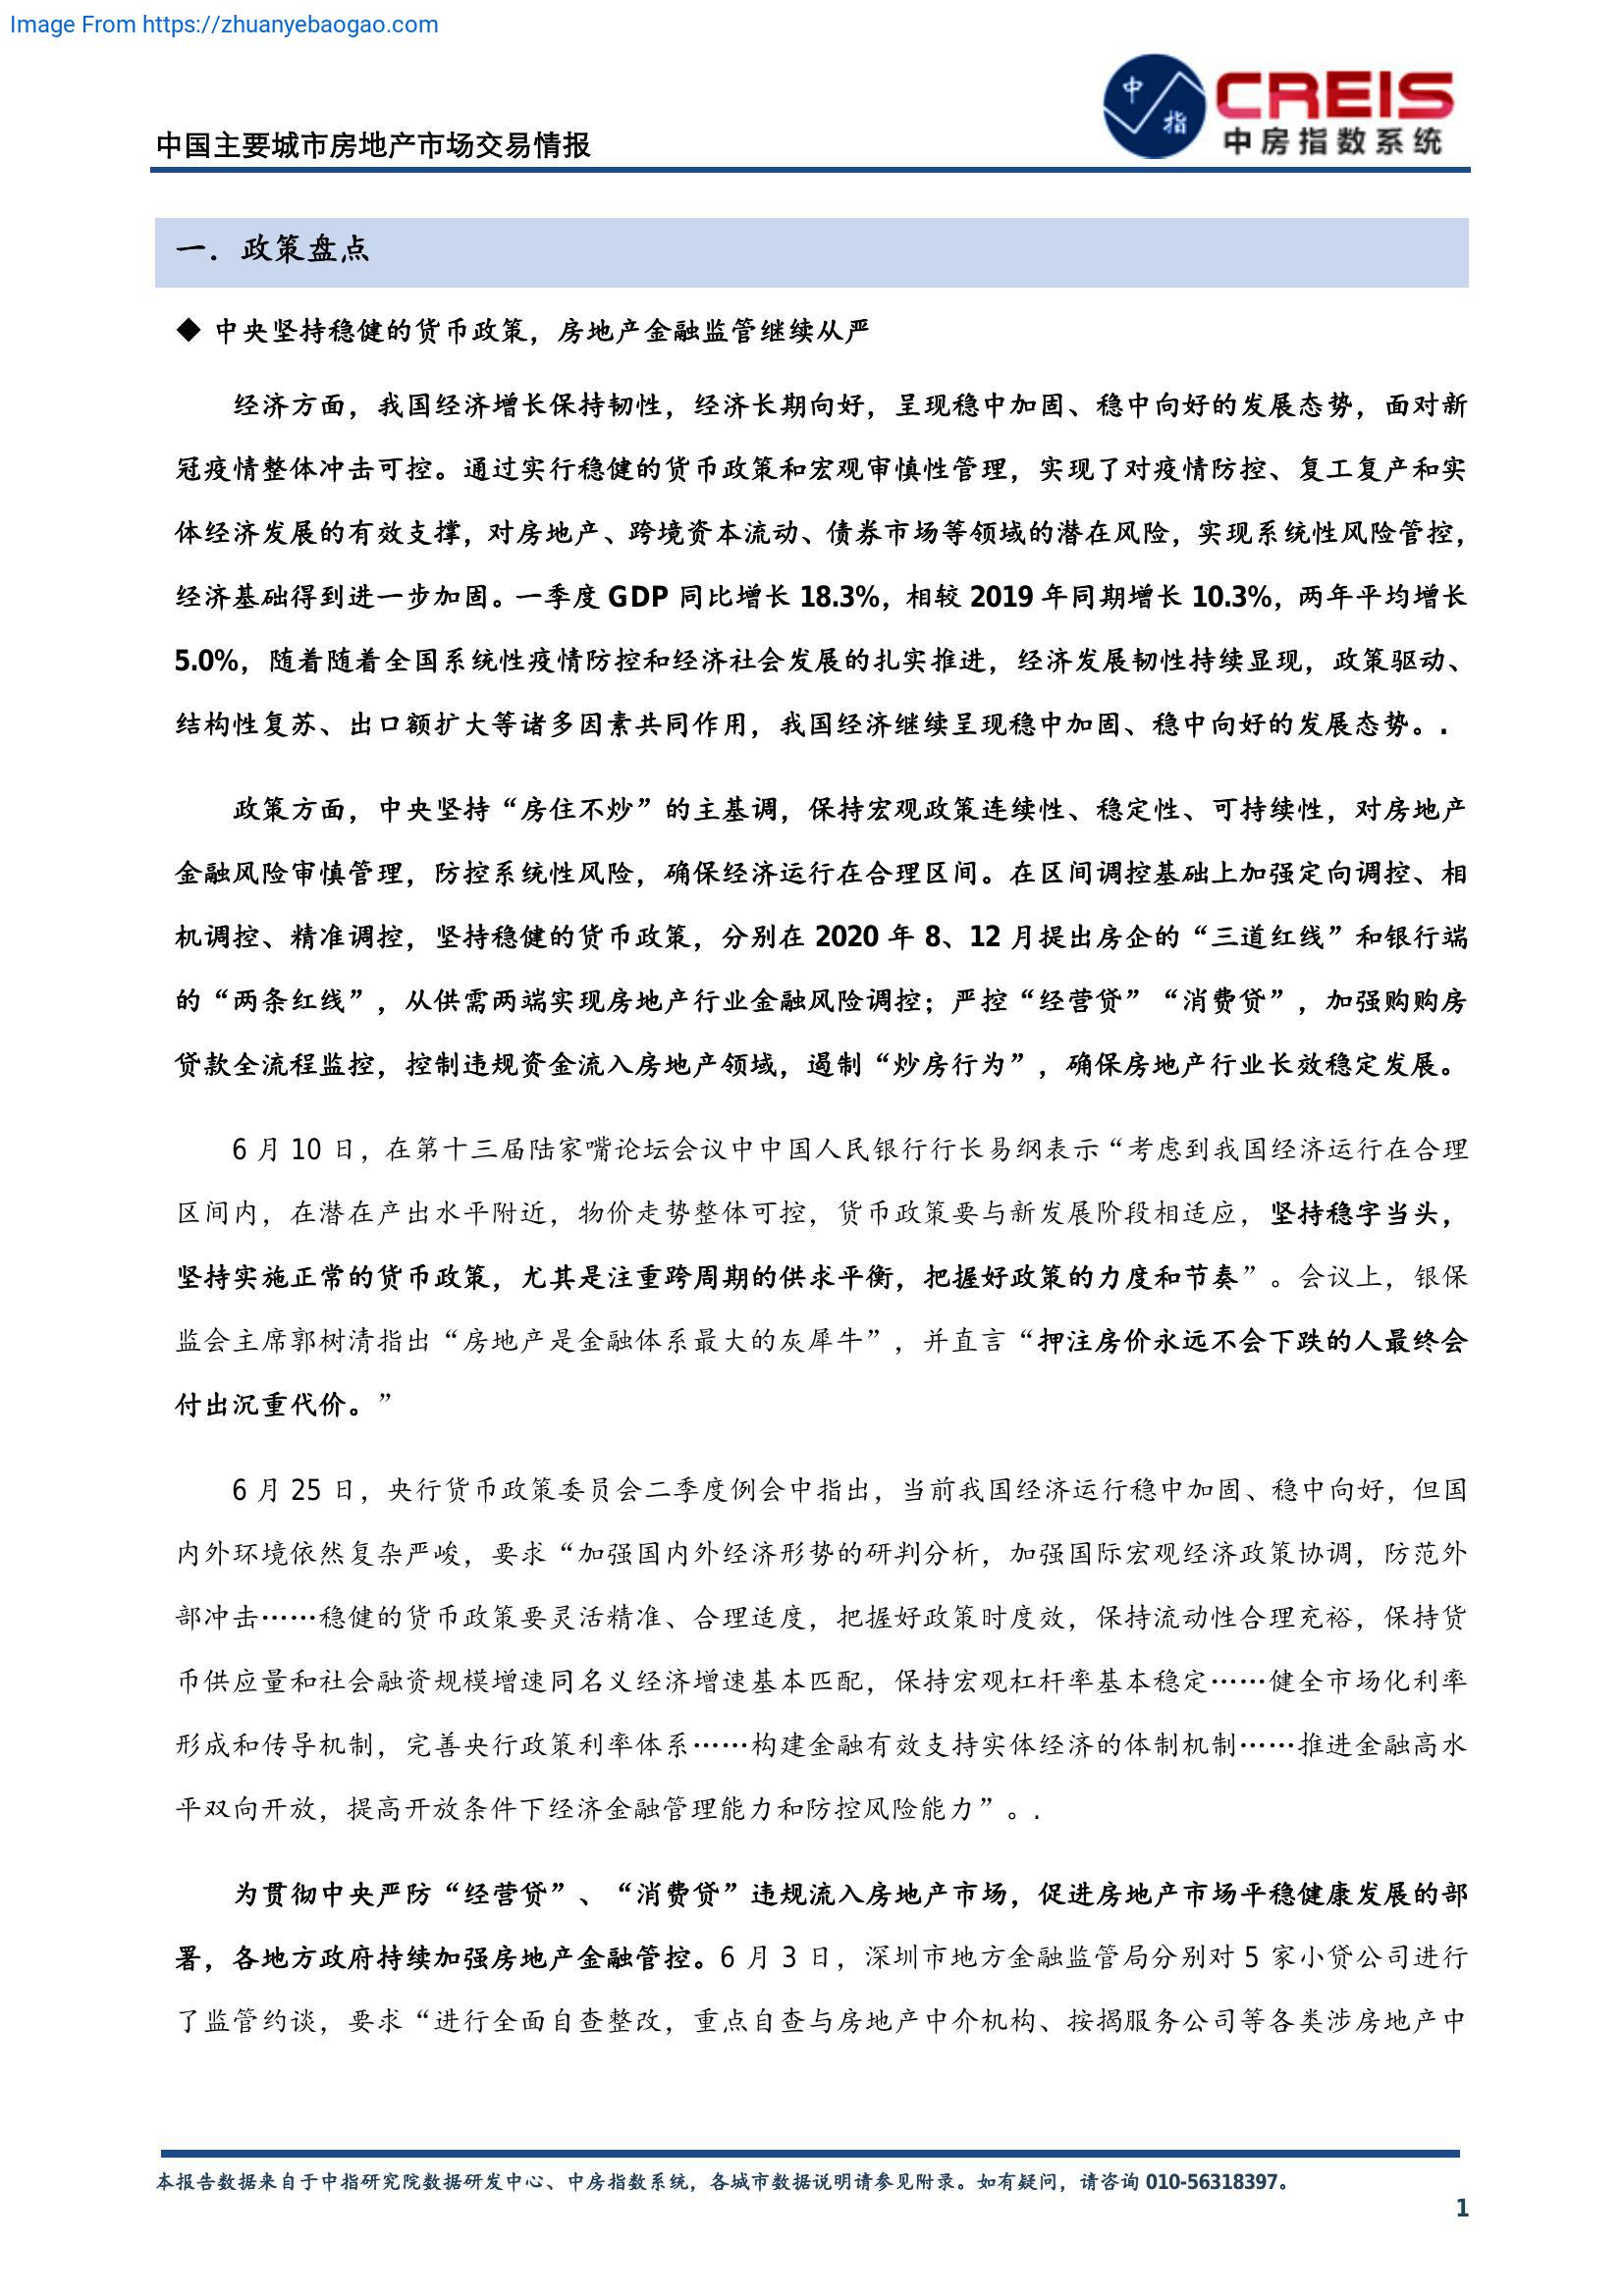 Image From https://zhuanyebaogao.com
中指
CREIS
中房指数系统
中国主要城市房地产市场交易情报
一．政策盘点
◆ 中央坚持稳健的货币政策，房地产金融监管继续从严
经济方面，我国经济增长保持韧性，经济长期向好，呈现稳中加固、稳中向好的发展态势，面对新
冠疫情整体冲击可控。通过实行稳健的货币政策和宏观审慎性管理，实现了对疫情防控、复工复产和实
体经济发展的有效支撑，对房地产、跨境资本流动、债券市场等领域的潜在风险，实现系统性风险管控，
经济基础得到进一步加固。一季度 GDP 同比增长 18.3%，相较 2019 年同期增长 10.3%，两年平均增长
5.0%，随着随着全国系统性疫情防控和经济社会发展的扎实推进，经济发展韧性持续显现，政策驱动、
结构性复苏、出口额扩大等诸多因素共同作用，我国经济继续呈现稳中加固、稳中向好的发展态势。.
政策方面，中央坚持“房住不炒”的主基调，保持宏观政策连续性、稳定性、可持续性，对房地产
金融风险审慎管理，防控系统性风险，确保经济运行在合理区间。在区间调控基础上加强定向调控、相
机调控、精准调控，坚持稳健的货币政策，分别在 2020 年 8、12 月提出房企的“三道红线”和银行端
的“两条红线”，从供需两端实现房地产行业金融风险调控；严控“经营贷”“消费贷”，加强购购房
贷款全流程监控，控制违规资金流入房地产领域，遏制“炒房行为”，确保房地产行业长效稳定发展。
6 月 10 日，在第十三届陆家嘴论坛会议中中国人民银行行长易纲表示“考虑到我国经济运行在合理
区间内，在潜在产出水平附近，物价走势整体可控，货币政策要与新发展阶段相适应，坚持稳字当头，
坚持实施正常的货币政策，尤其是注重跨周期的供求平衡，把握好政策的力度和节奏”。会议上，银保
监会主席郭树清指出“房地产是金融体系最大的灰犀牛”，并直言“押注房价永远不会下跌的人最终会
付出沉重代价。”
6 月 25 日，央行货币政策委员会二季度例会中指出，当前我国经济运行稳中加固、稳中向好，但国
内外环境依然复杂严峻，要求“加强国内外经济形势的研判分析，加强国际宏观经济政策协调，防范外
部冲击……稳健的货币政策要灵活精准、合理适度，把握好政策时度效，保持流动性合理充裕，保持货
币供应量和社会融资规模增速同名义经济增速基本匹配，保持宏观杠杆率基本稳定……健全市场化利率
形成和传导机制，完善央行政策利率体系……构建金融有效支持实体经济的体制机制……推进金融高水
平双向开放，提高开放条件下经济金融管理能力和防控风险能力”。.
为贯彻中央严防“经营贷”、“消费贷”违规流入房地产市场，促进房地产市场平稳健康发展的部
署，各地方政府持续加强房地产金融管控。6 月 3 日，深圳市地方金融监管局分别对 5 家小贷公司进行
了监管约谈，要求“进行全面自查整改，重点自查与房地产中介机构、按揭服务公司等各类涉房地产中
本报告数据来自于中指研究院数据研发中心、中房指数系统，各城市数据说明请参见附录。如有疑问，请咨询 010-56318397。
1